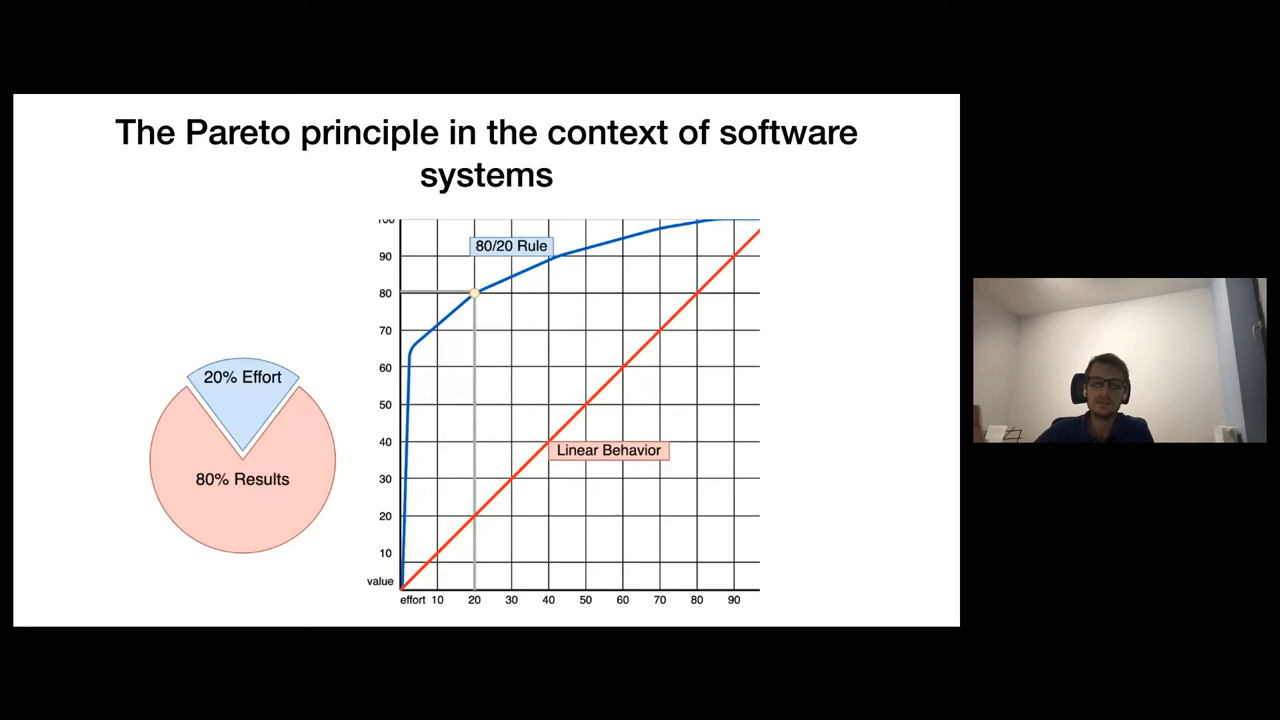 The Pareto principle in the context of software
systems
20% Effort
80% Results
80/20 Rule
Linear Behavior
100
90
80
70
60
50
40
30
20
10
value
effort 10 20 30 40 50 60 70 80 90